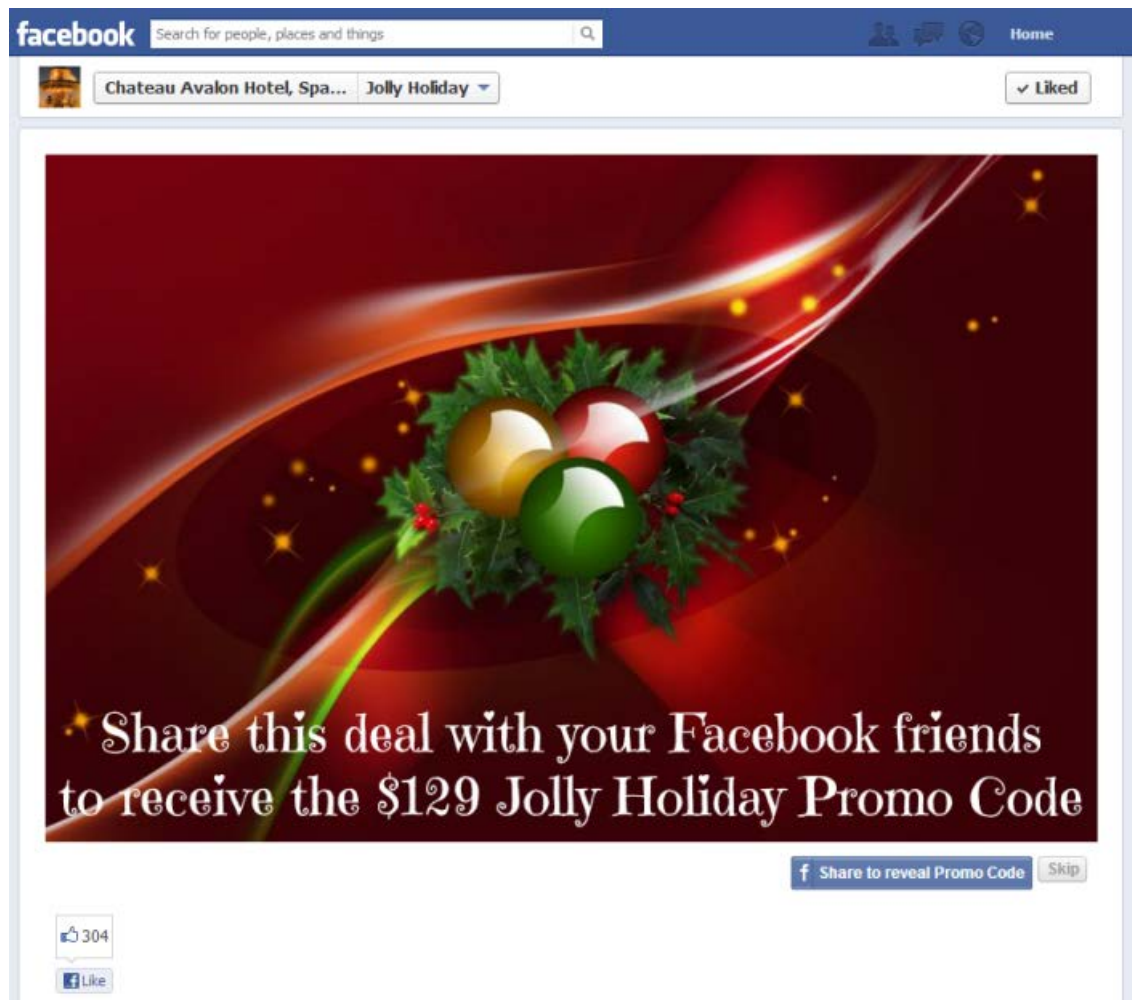 facebook Search for people, places and things Home
Chateau Avalon Hotel, Spa... Jolly Holiday Liked
Share this deal with your Facebook friends
to receive the $129 Jolly Holiday Promo Code
f Share to reveal Promo Code Skip
304
f Like